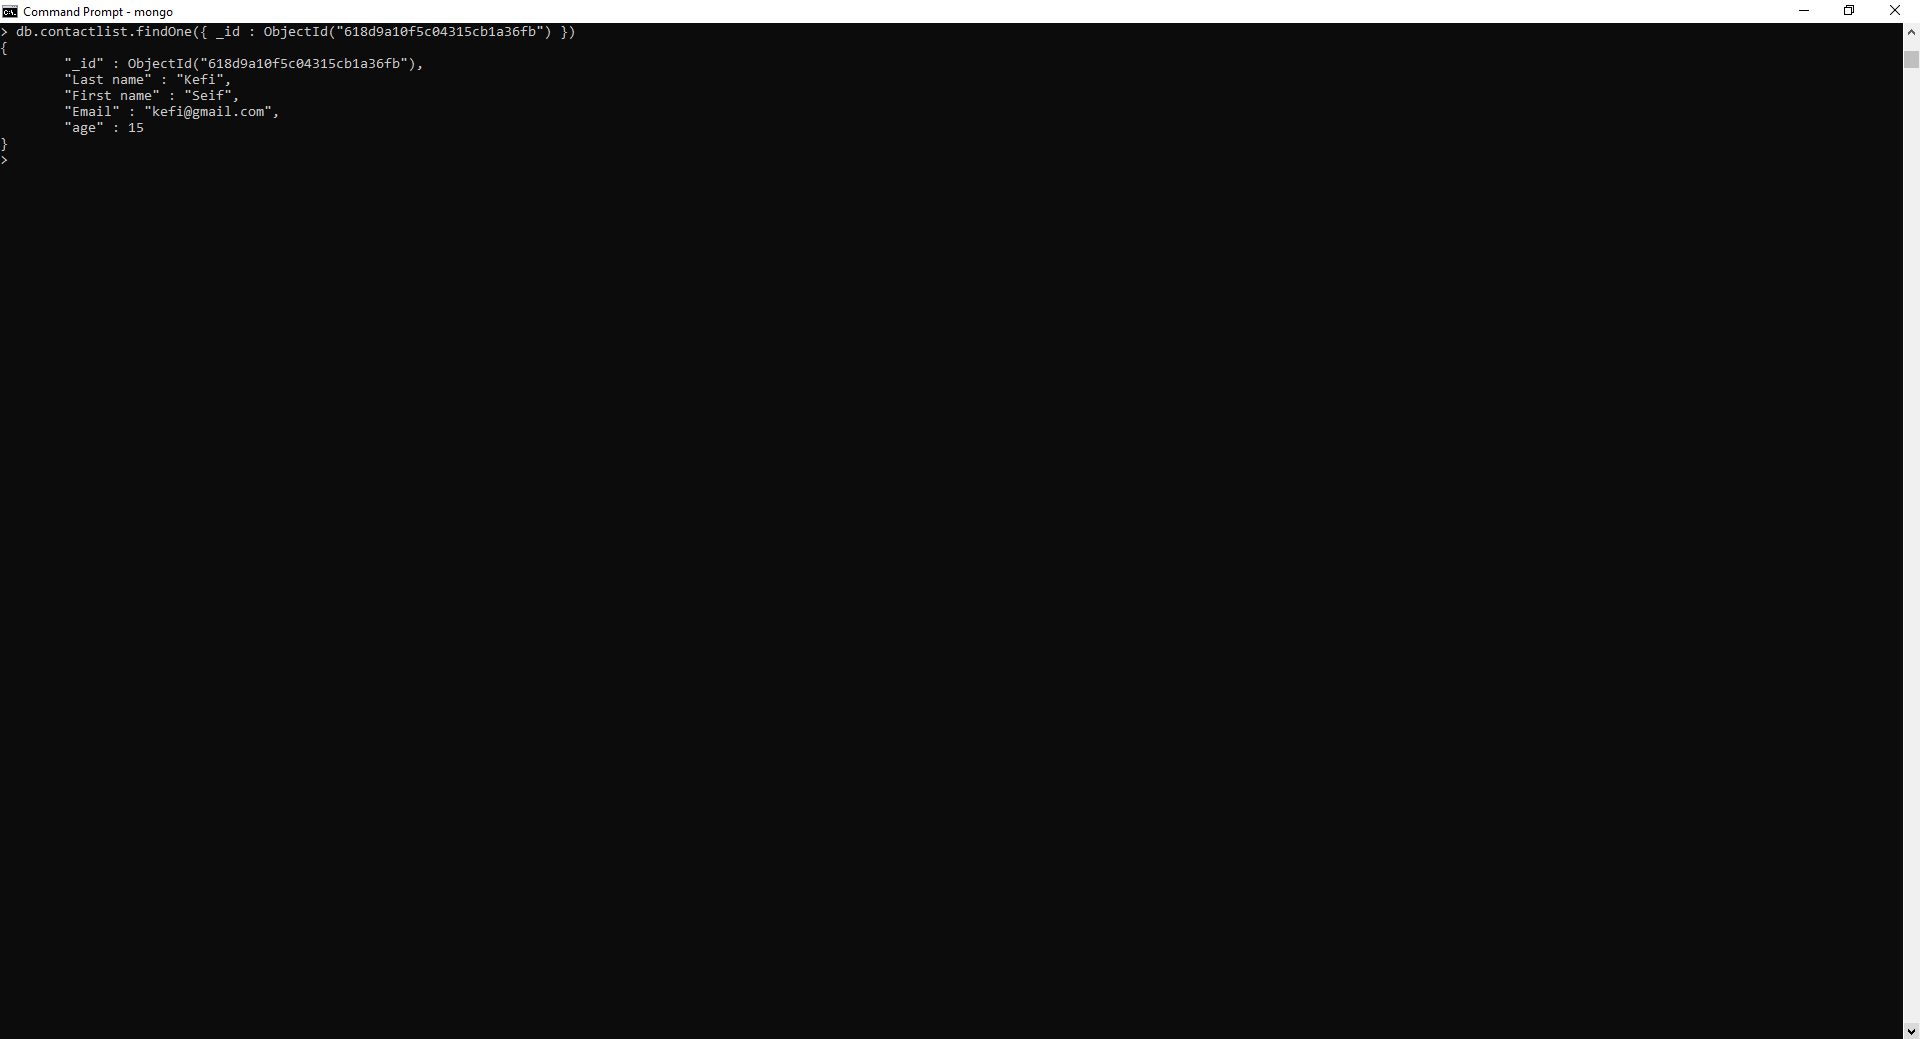 Command Prompt - mongo
> db.contactlist.findOne({ _id : ObjectId("618d9a10f5c04315cb1a36fb") })
{
        "_id" : ObjectId("618d9a10f5c04315cb1a36fb"),
        "Last name" : "Kefi",
        "First name" : "Seif",
        "Email" : "kefi@gmail.com",
        "age" : 15
}
>